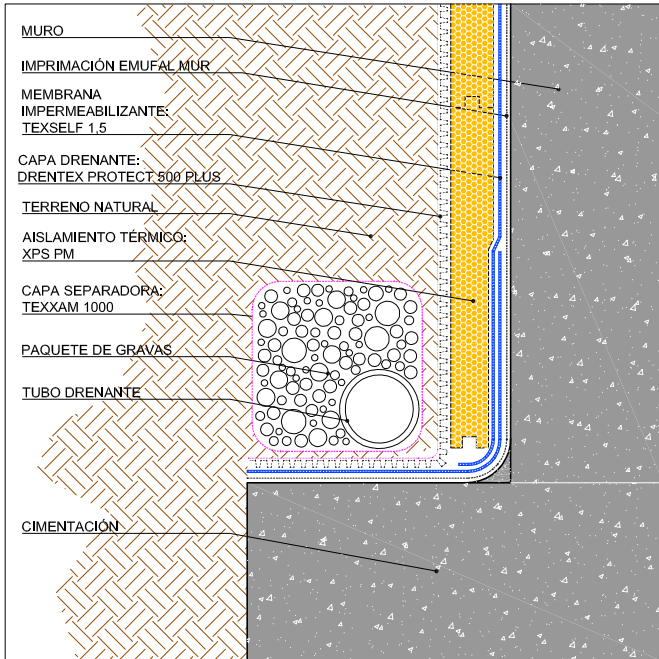 MURO
IMPRIMACIÓN EMUFAL MUR
MEMBRANA
IMPERMEABILIZANTE:
TEXSELF 1,5
CAPA DRENANTE:
DRENTEX PROTECT 500 PLUS
TERRENO NATURAL
AISLAMIENTO TÉRMICO:
XPS PM
CAPA SEPARADORA:
TEXXAM 1000
PAQUETE DE GRAVAS
TUBO DRENANTE
CIMENTACIÓN